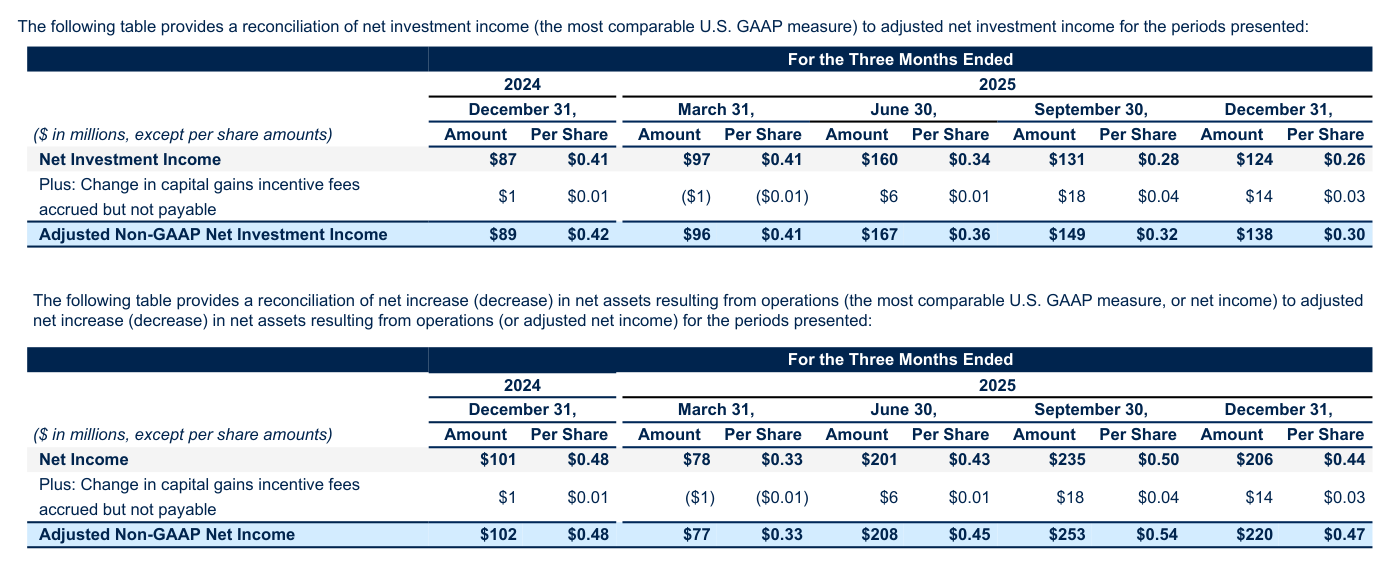 The following table provides a reconciliation of net investment income (the most comparable U.S. GAAP measure) to adjusted net investment income for the periods presented:
For the Three Months Ended
2024 2025
December 31, March 31, June 30, September 30, December 31,
($ in millions, except per share amounts) Amount Per Share Amount Per Share Amount Per Share Amount Per Share Amount Per Share
Net Investment Income $87 $0.41 $97 $0.41 $160 $0.34 $131 $0.28 $124 $0.26
Plus: Change in capital gains incentive fees
accrued but not payable $1 $0.01 ($1) ($0.01) $6 $0.01 $18 $0.04 $14 $0.03
Adjusted Non-GAAP Net Investment Income $89 $0.42 $96 $0.41 $167 $0.36 $149 $0.32 $138 $0.30
The following table provides a reconciliation of net increase (decrease) in net assets resulting from operations (the most comparable U.S. GAAP measure, or net income) to adjusted
net increase (decrease) in net assets resulting from operations (or adjusted net income) for the periods presented:
For the Three Months Ended
2024 2025
December 31, March 31, June 30, September 30, December 31,
($ in millions, except per share amounts) Amount Per Share Amount Per Share Amount Per Share Amount Per Share Amount Per Share
Net Income $101 $0.48 $78 $0.33 $201 $0.43 $235 $0.50 $206 $0.44
Plus: Change in capital gains incentive fees
accrued but not payable $1 $0.01 ($1) ($0.01) $6 $0.01 $18 $0.04 $14 $0.03
Adjusted Non-GAAP Net Income $102 $0.48 $77 $0.33 $208 $0.45 $253 $0.54 $220 $0.47